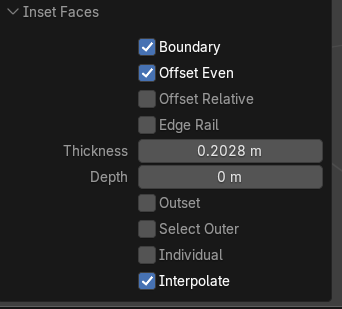 Inset Faces
Boundary
Offset Even
Offset Relative
Edge Rail
Thickness 0.2028 m
Depth 0 m
Outset
Select Outer
Individual
Interpolate